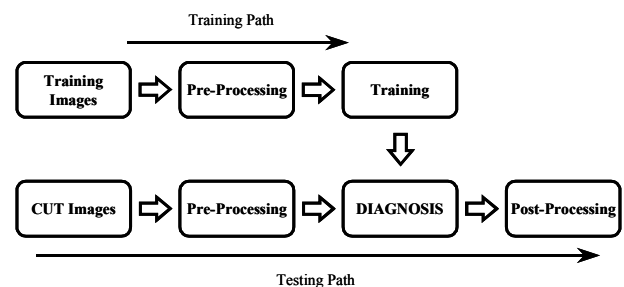 Training Path
Training
Images
Pre-Processing
Training
CUT Images
Pre-Processing
DIAGNOSIS
Post-Processing
Testing Path